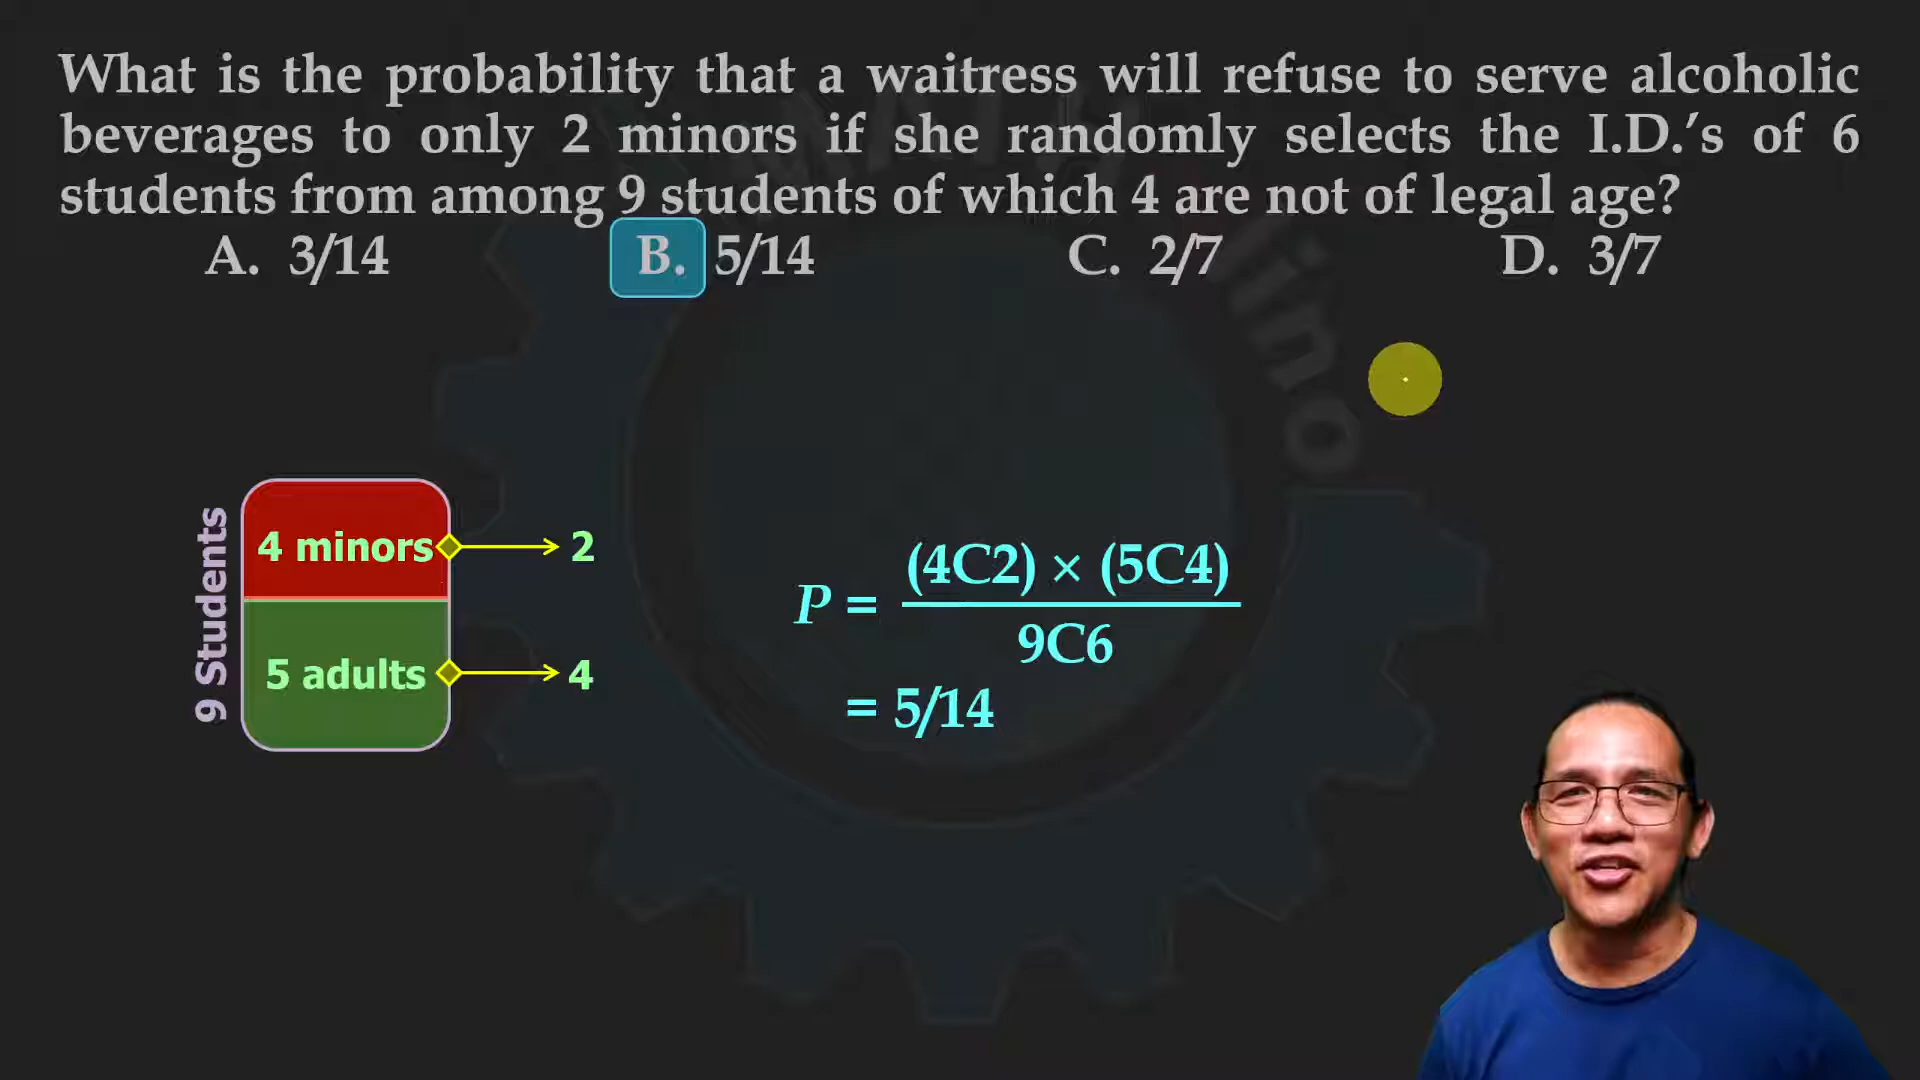 What is the probability that a waitress will refuse to serve alcoholic
beverages to only 2 minors if she randomly selects the I.D.’s of 6
students from among 9 students of which 4 are not of legal age?
A. 3/14 B. 5/14 C. 2/7 D. 3/7
9 Students
4 minors 2
5 adults 4
P = (4C2) × (5C4)
9C6
= 5/14